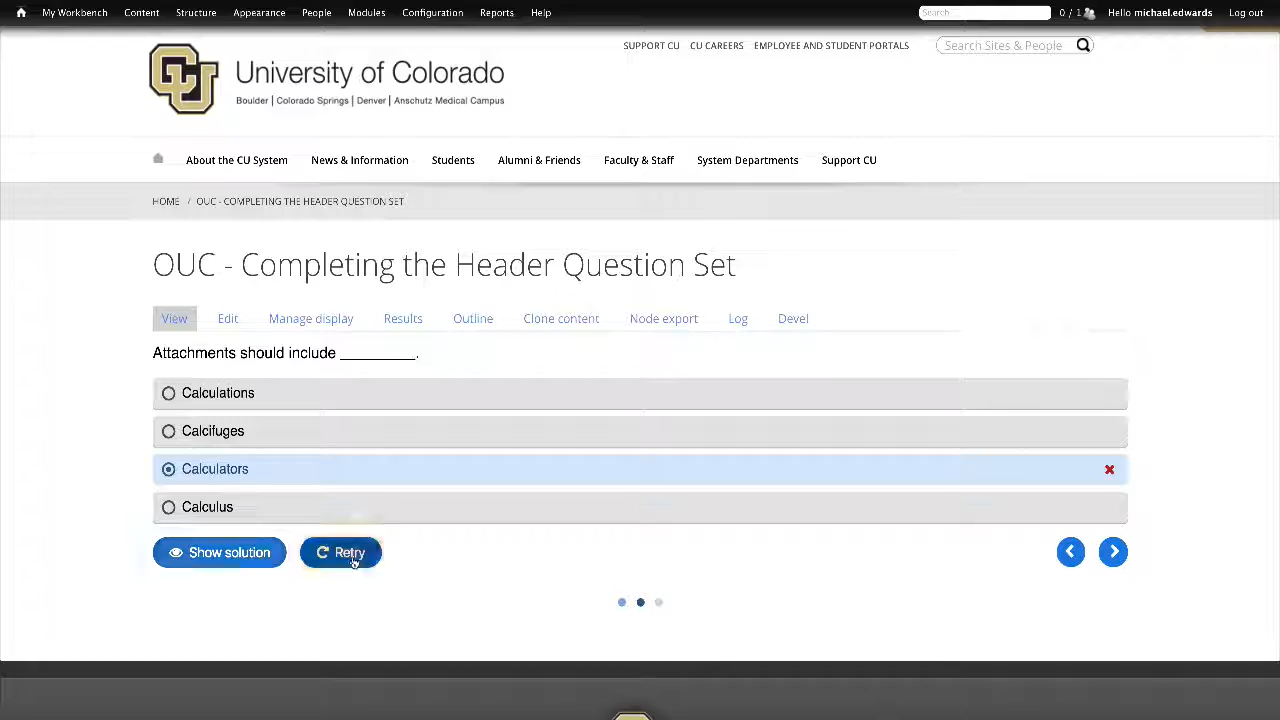 My Workbench Content Structure Appearance People Modules Configuration Reports Help Search 0 / 1 Hello michael.edwards Log out
SUPPORT CU CU CAREERS EMPLOYEE AND STUDENT PORTALS Search Sites & People
CU University of Colorado
Boulder | Colorado Springs | Denver | Anschutz Medical Campus
About the CU System News & Information Students Alumni & Friends Faculty & Staff System Departments Support CU
HOME / OUC - COMPLETING THE HEADER QUESTION SET
OUC - Completing the Header Question Set
View Edit Manage display Results Outline Clone content Node export Log Devel
Attachments should include _________.
Calculations
Calcifuges
Calculators
Calculus
Show solution Retry